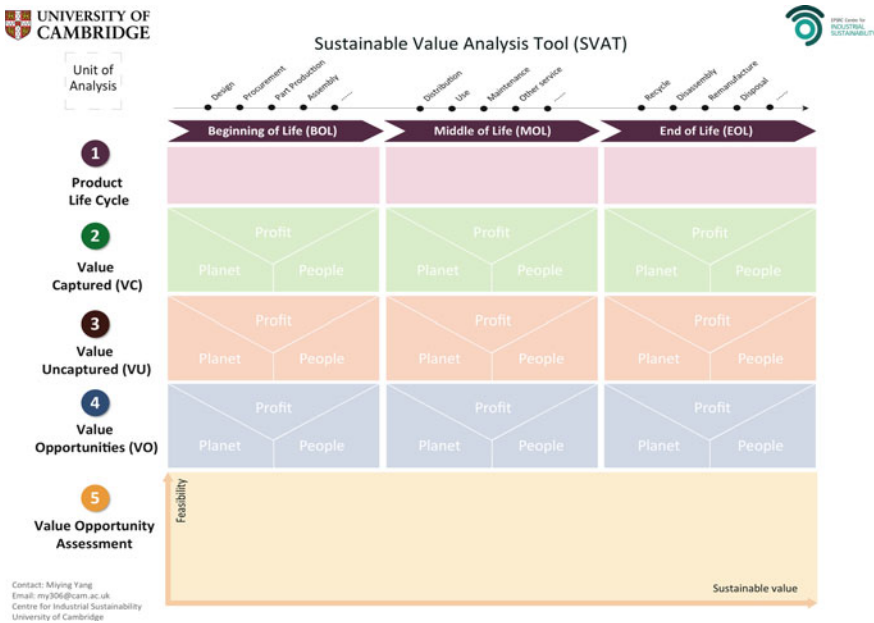 UNIVERSITY OF
CAMBRIDGE
EPSRC Center for
INDUSTRIAL
SUSTAINABILITY
Sustainable Value Analysis Tool (SVAT)
Unit of
Analysis
Design
Procurement
Part Production
Assembly
.....
Distribution
Use
Maintenance
Other service
.....
Recycle
Disassembly
Remanufacture
Disposal
.....
Beginning of Life (BOL)
Middle of Life (MOL)
End of Life (EOL)
1
Product
Life Cycle
2
Value
Captured (VC)
Profit
Planet
People
Profit
Planet
People
Profit
Planet
People
3
Value
Uncaptured (VU)
Profit
Planet
People
Profit
Planet
People
Profit
Planet
People
4
Value
Opportunities (VO)
Profit
Planet
People
Profit
Planet
People
Profit
Planet
People
5
Value Opportunity
Assessment
Feasibility
Sustainable value
Contact: Miying Yang
Email: my306@cam.ac.uk
Centre for Industrial Sustainability
University of Cambridge